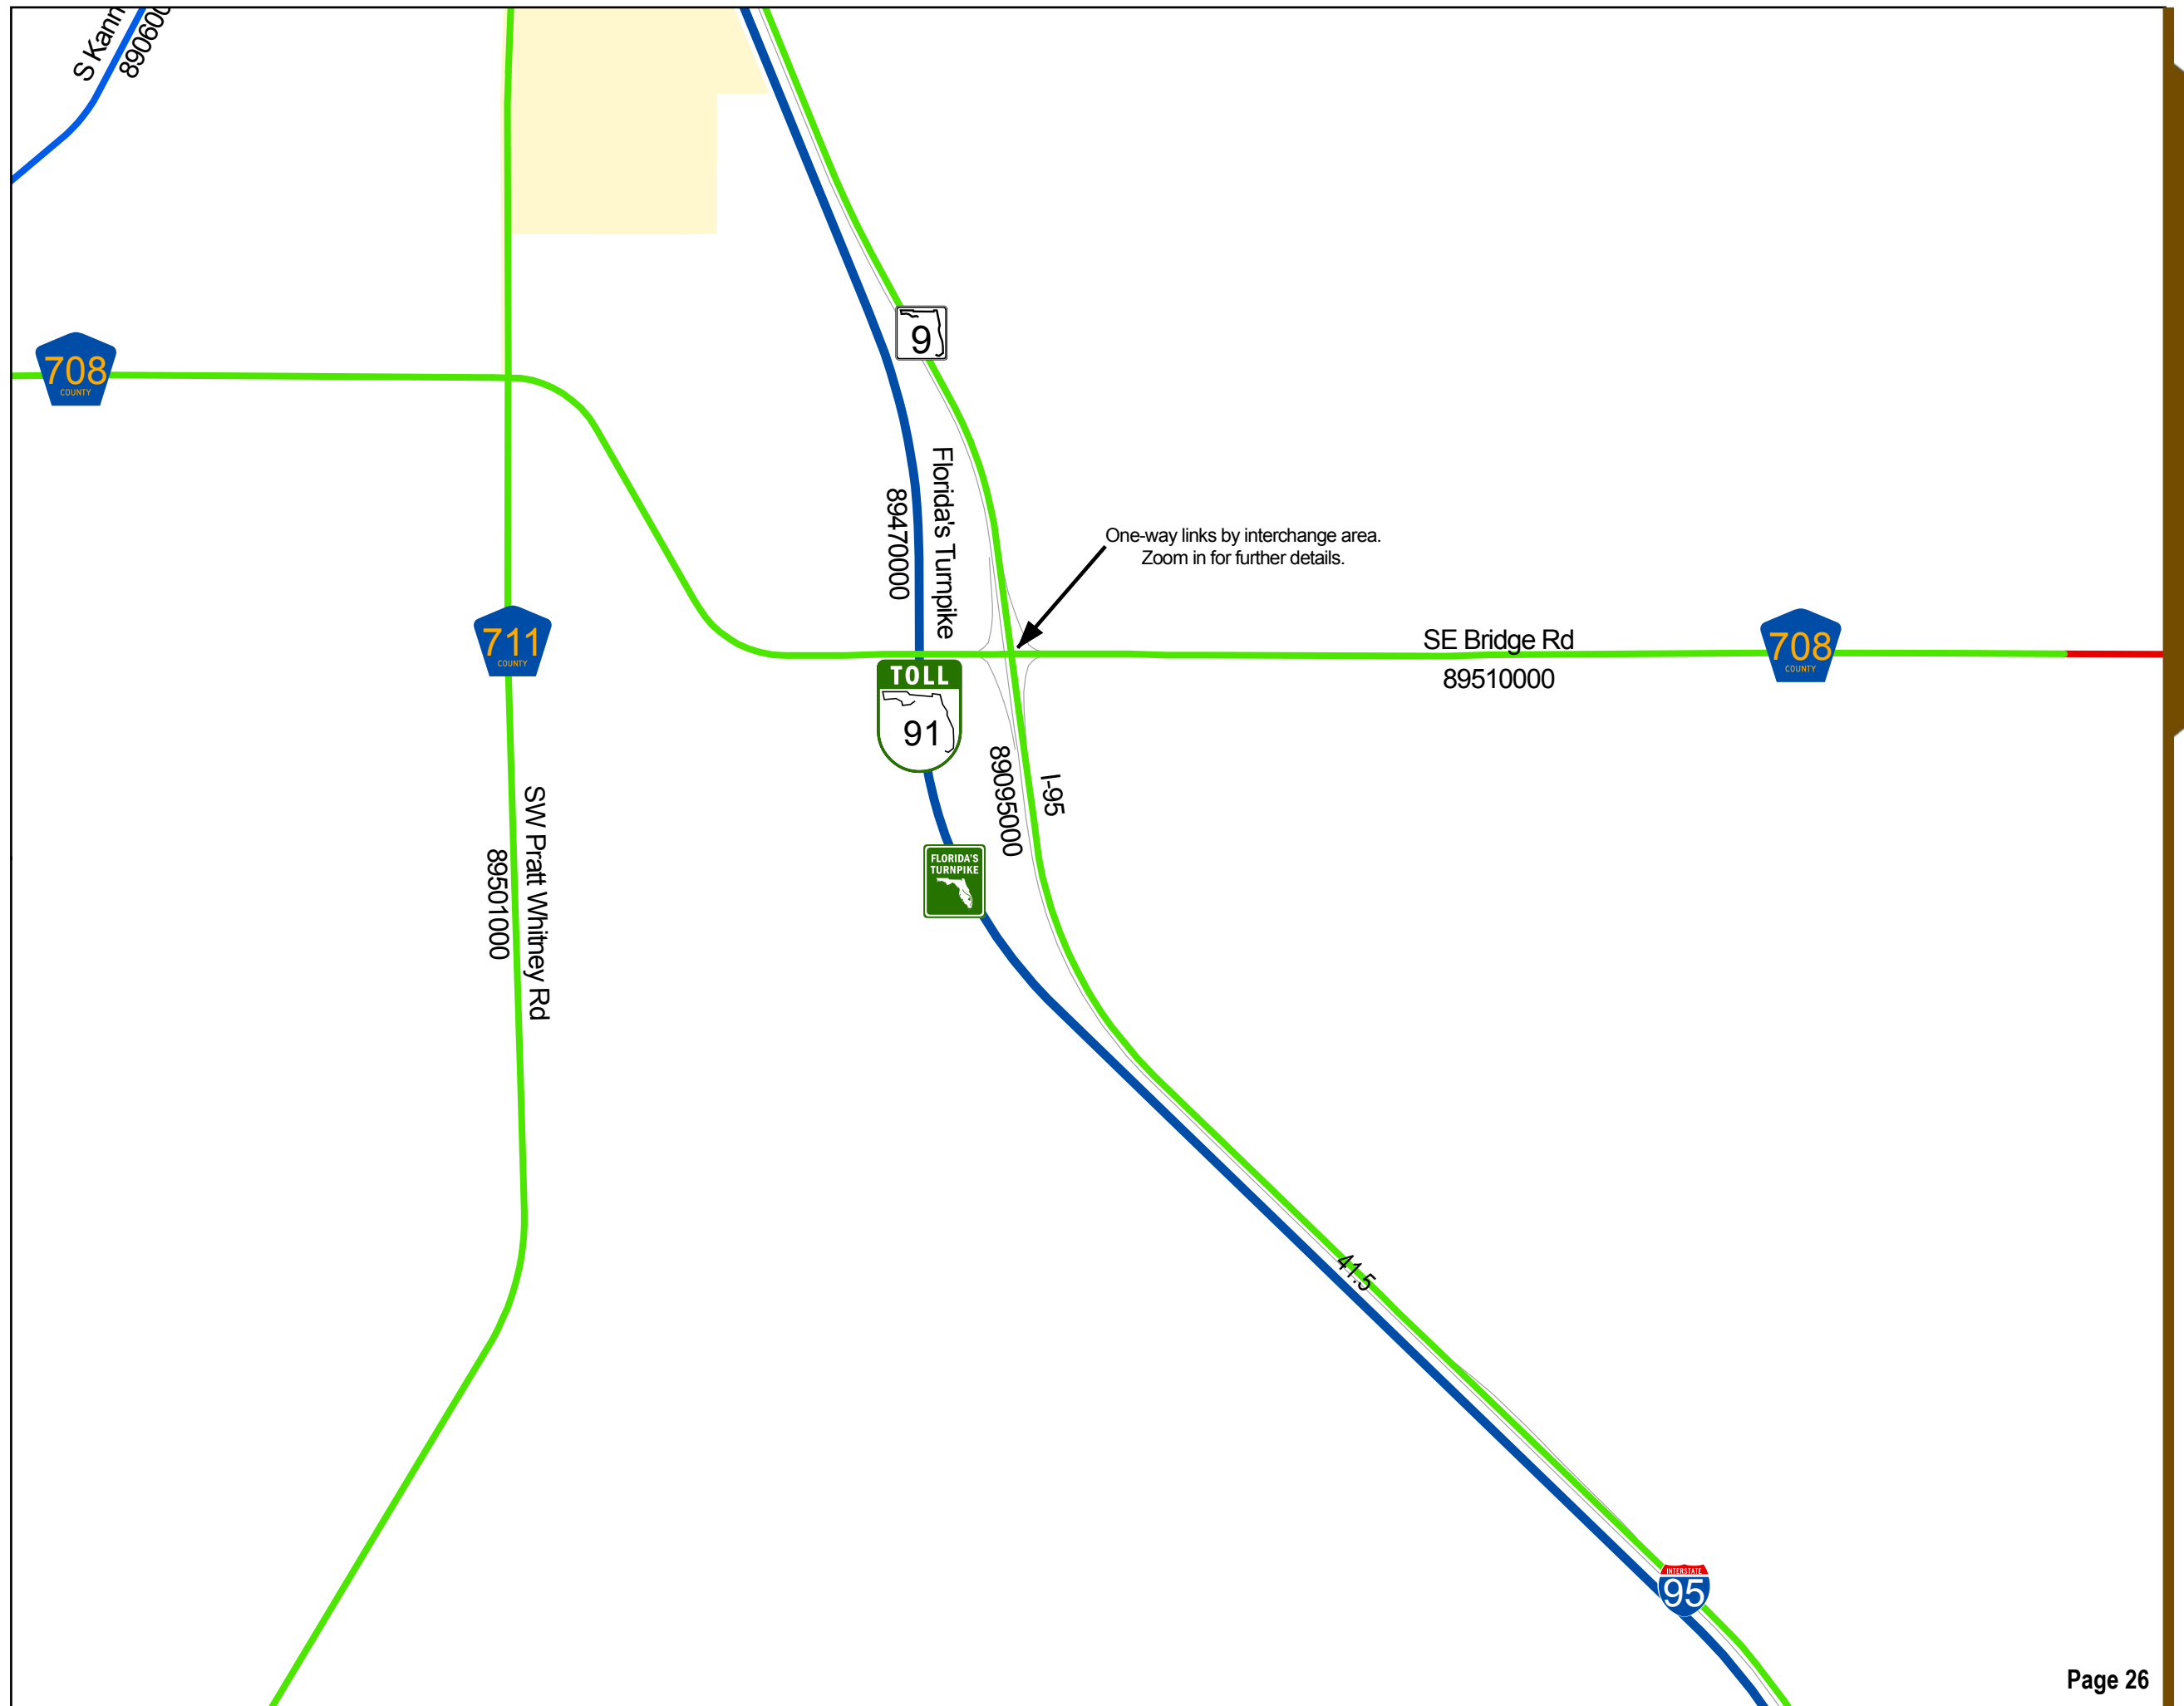 S Kann
890600
9
708
COUNTY
Florida's Turnpike
89470000
One-way links by interchange area.
Zoom in for further details.
711
COUNTY
SE Bridge Rd
89510000
708
COUNTY
TOLL
91
I-95
89095000
SW Pratt Whitney Rd
89501000
FLORIDA'S
TURNPIKE
41.5
INTERSTATE
95
Page 26